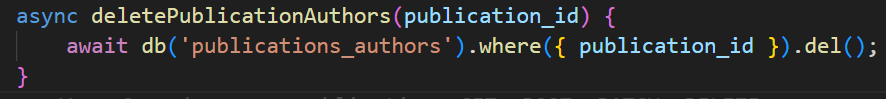 async deletePublicationAuthors(publication_id) {
    await db('publications_authors').where({ publication_id }).del();
}